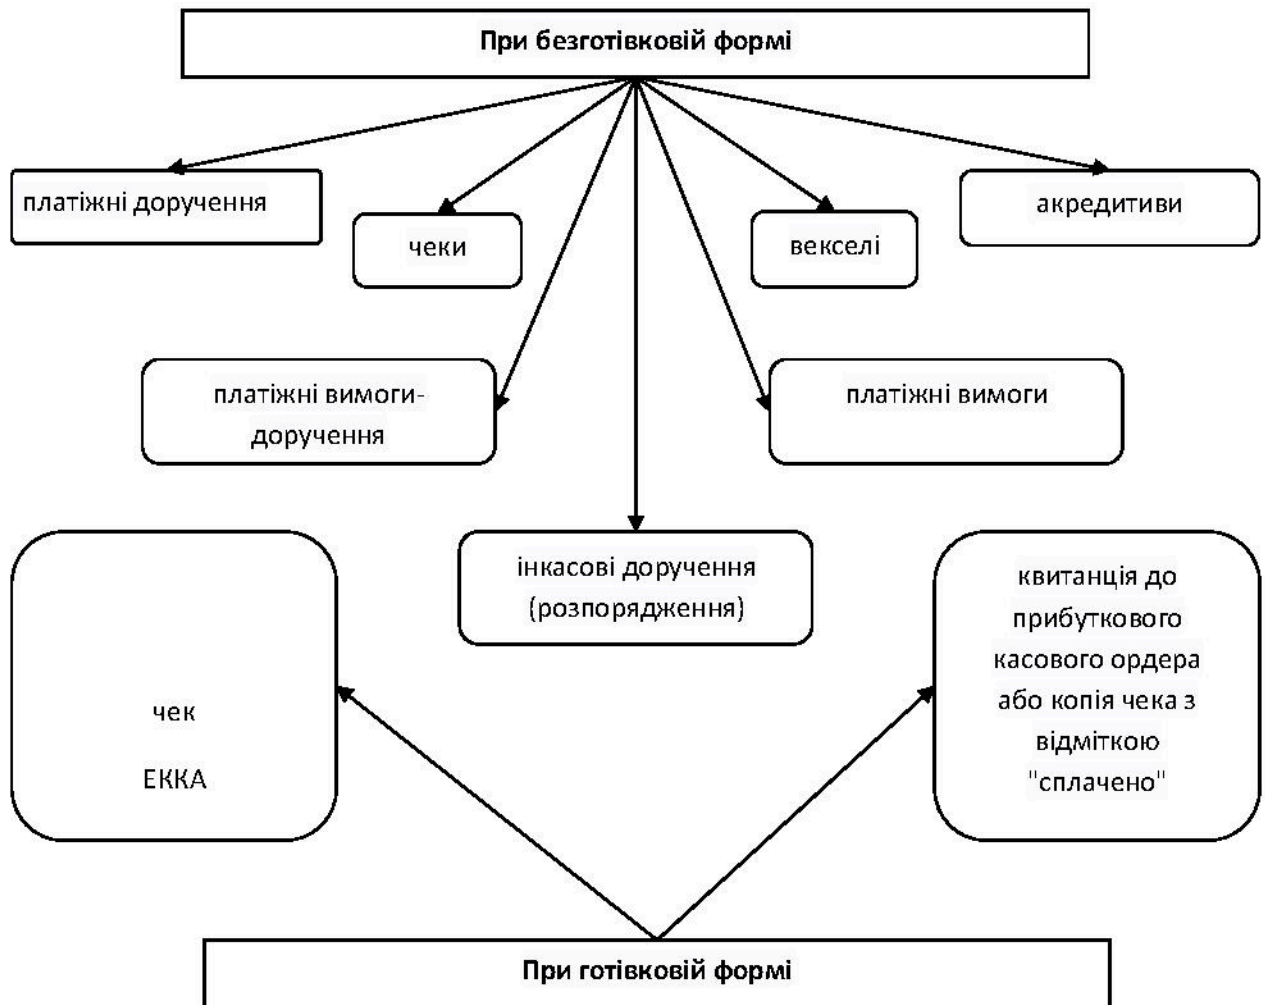 При безготівковій формі
платіжні доручення
чеки
векселі
акредитиви
платіжні вимоги-
доручення
платіжні вимоги
інкасові доручення
(розпорядження)
чек
ЕККА
квитанція до
прибуткового
касового ордера
або копія чека з
відміткою
"сплачено"
При готівковій формі